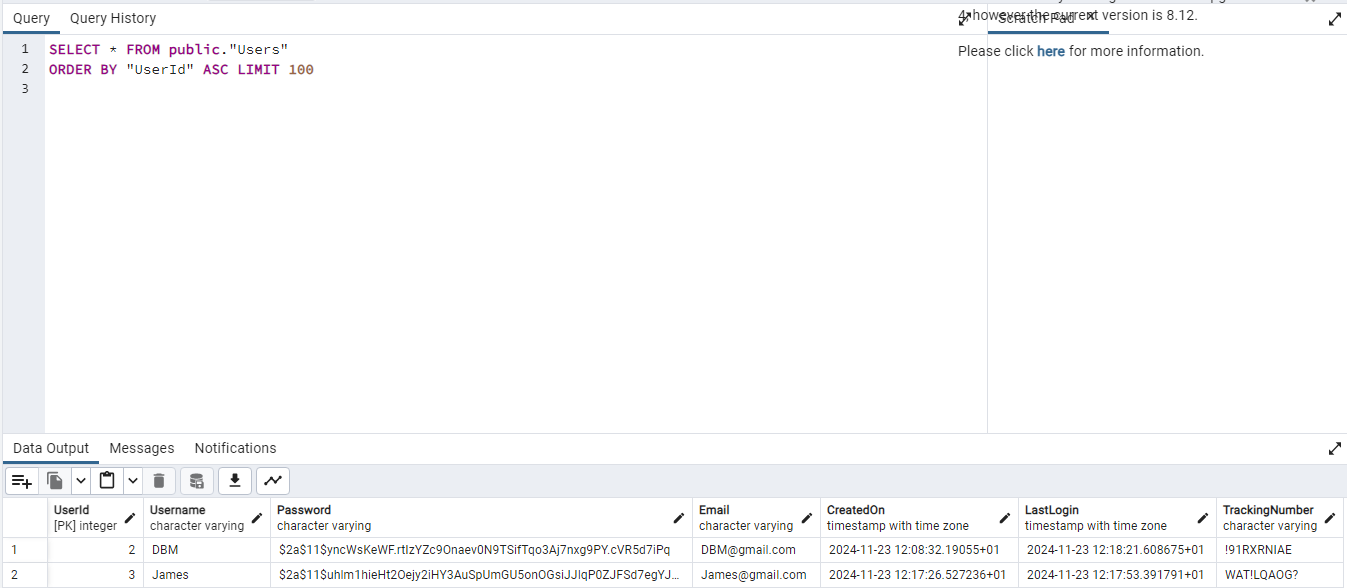 Query Query History
4, however the current version is 8.12.
Scratch Pad
Please click here for more information.
1 SELECT * FROM public."Users"
2 ORDER BY "UserId" ASC LIMIT 100
3
Data Output Messages Notifications
UserId Username Password Email CreatedOn LastLogin TrackingNumber
[PK] integer character varying character varying character varying timestamp with time zone timestamp with time zone character varying
1 2 DBM $2a$11$yncWsKeWF.rtIzYZc9Onaev0N9TSifTqo3Aj7nxg9PY.cVR5d7iPq DBM@gmail.com 2024-11-23 12:08:32.19055+01 2024-11-23 12:18:21.608675+01 !91RXRNIAE
2 3 James $2a$11$uhlm1hieHt2Oejy2iHY3AuSpUmGU5onOGsiJJlqP0ZJFSd7egYJ... James@gmail.com 2024-11-23 12:17:26.527236+01 2024-11-23 12:17:53.391791+01 WAT!LQAOG?